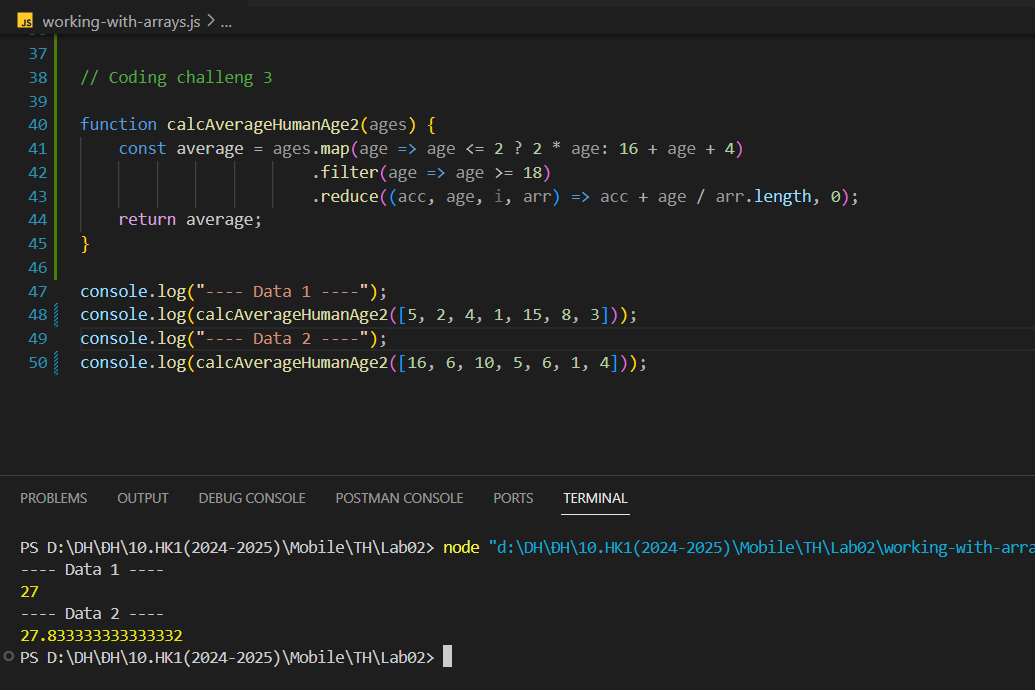 JS working-with-arrays.js > ...
37
38 // Coding challeng 3
39
40 function calcAverageHumanAge2(ages) {
41 const average = ages.map(age => age <= 2 ? 2 * age: 16 + age + 4)
42 .filter(age => age >= 18)
43 .reduce((acc, age, i, arr) => acc + age / arr.length, 0);
44 return average;
45 }
46
47 console.log("---- Data 1 ----");
48 console.log(calcAverageHumanAge2([5, 2, 4, 1, 15, 8, 3]));
49 console.log("---- Data 2 ----");
50 console.log(calcAverageHumanAge2([16, 6, 10, 5, 6, 1, 4]));
PROBLEMS OUTPUT DEBUG CONSOLE POSTMAN CONSOLE PORTS TERMINAL
PS D:\DH\ĐH\10.HK1(2024-2025)\Mobile\TH\Lab02> node "d:\DH\ĐH\10.HK1(2024-2025)\Mobile\TH\Lab02\working-with-arra
---- Data 1 ----
27
---- Data 2 ----
27.833333333333332
PS D:\DH\ĐH\10.HK1(2024-2025)\Mobile\TH\Lab02>